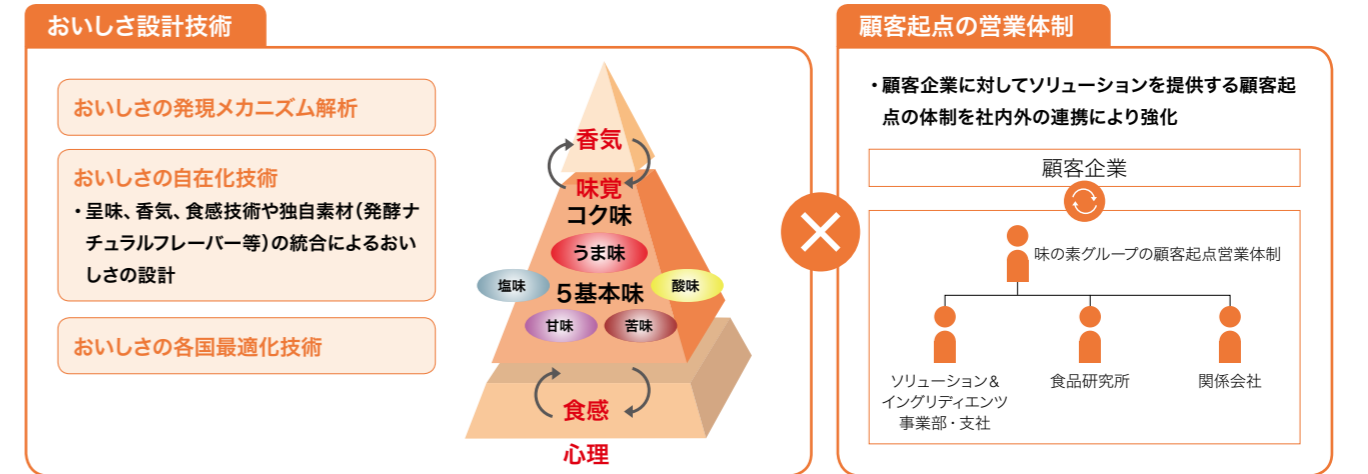 おいしさ設計技術
おいしさの発現メカニズム解析
おいしさの自在化技術
・呈味、香気、食感技術や独自素材（発酵ナ
チュラルフレーバー等）の統合によるおい
しさの設計
おいしさの各国最適化技術
香気
味覚
コク味
うま味
塩味
5基本味
酸味
甘味
苦味
食感
心理
×
顧客起点の営業体制
・顧客企業に対してソリューションを提供する顧客起
点の体制を社内外の連携により強化
顧客企業
味の素グループの顧客起点営業体制
ソリューション＆
イングリディエンツ
事業部・支社
食品研究所
関係会社